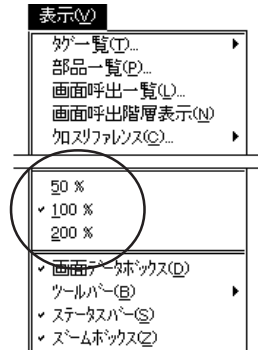 表示(V)
タグ一覧(T)...
部品一覧(P)...
画面呼出一覧(L)...
画面呼出階層表示(N)
クロスリファレンス(C)...
50 %
100 %
200 %
画面データボックス(D)
ツールバー(B)
ステータスバー(S)
ズームボックス(Z)